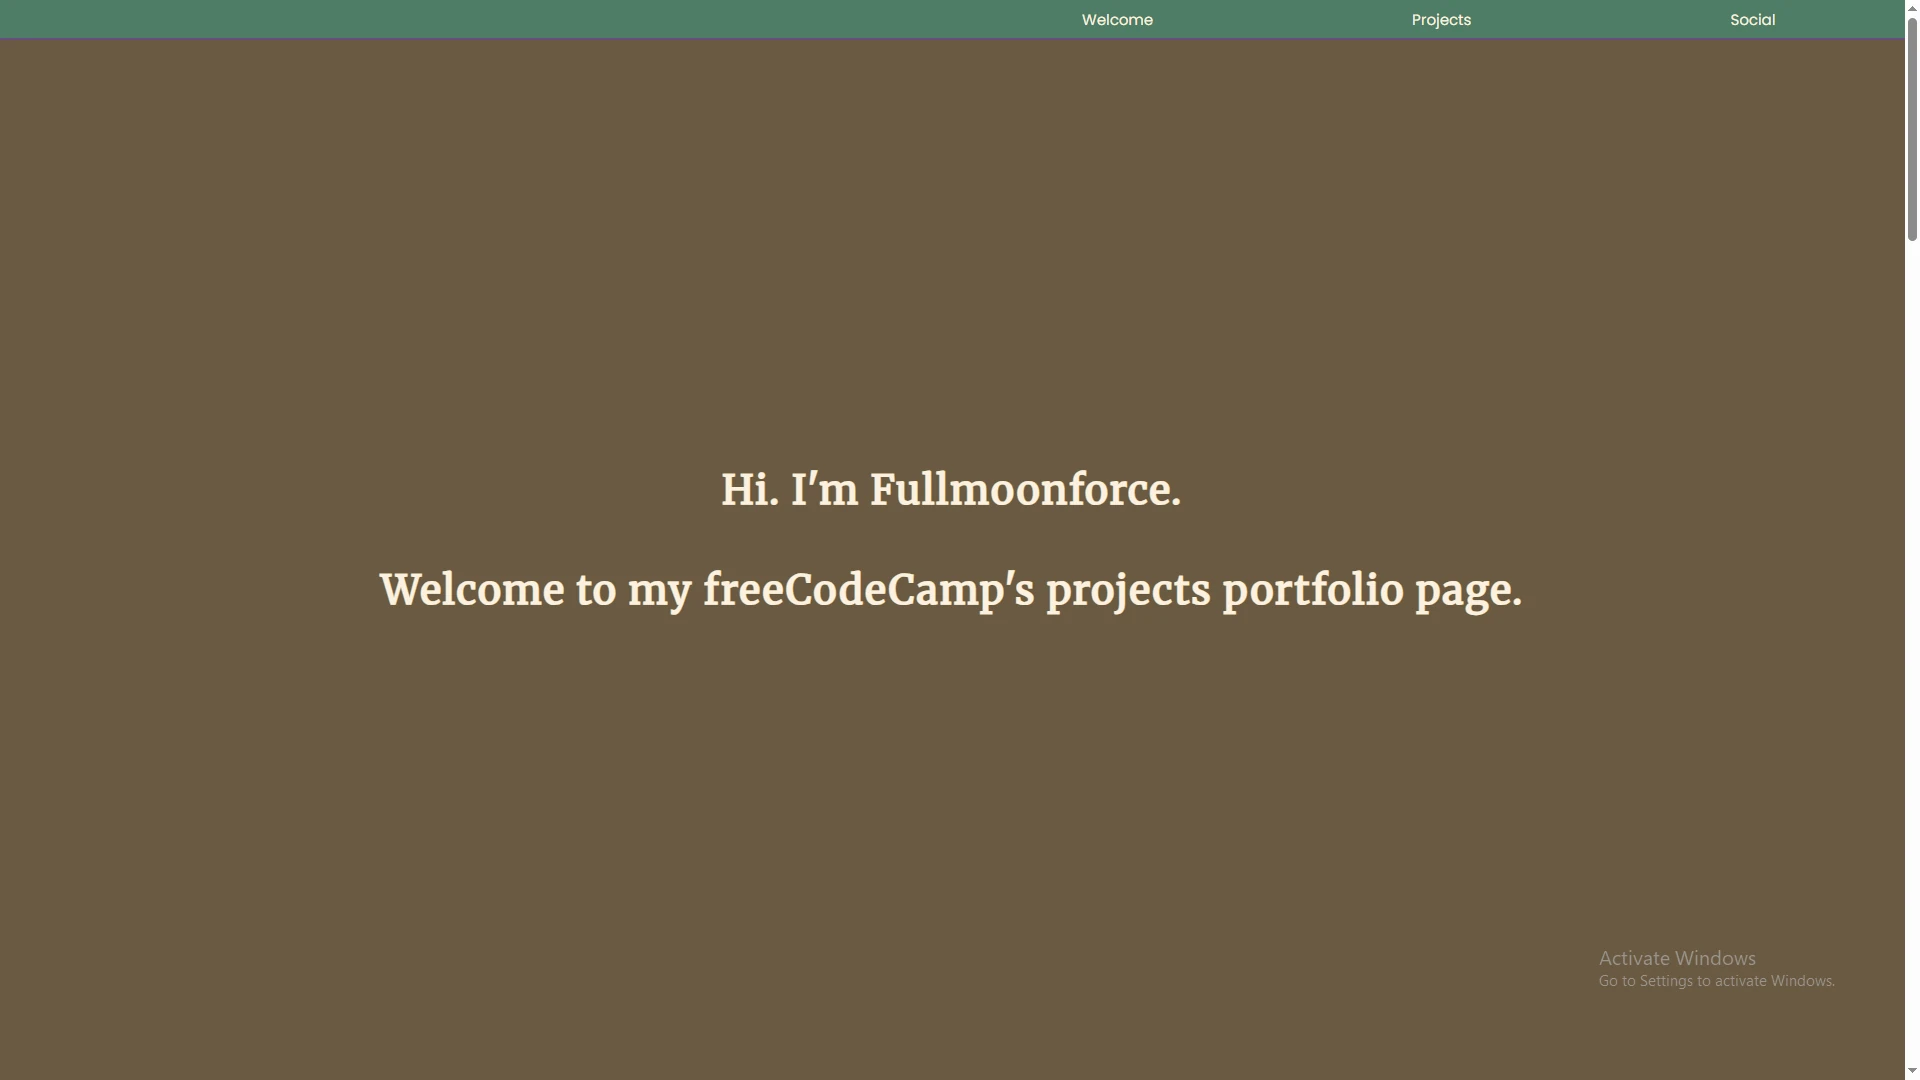 Welcome Projects Social
Hi. I'm Fullmoonforce.
Welcome to my freeCodeCamp's projects portfolio page.
Activate Windows
Go to Settings to activate Windows.